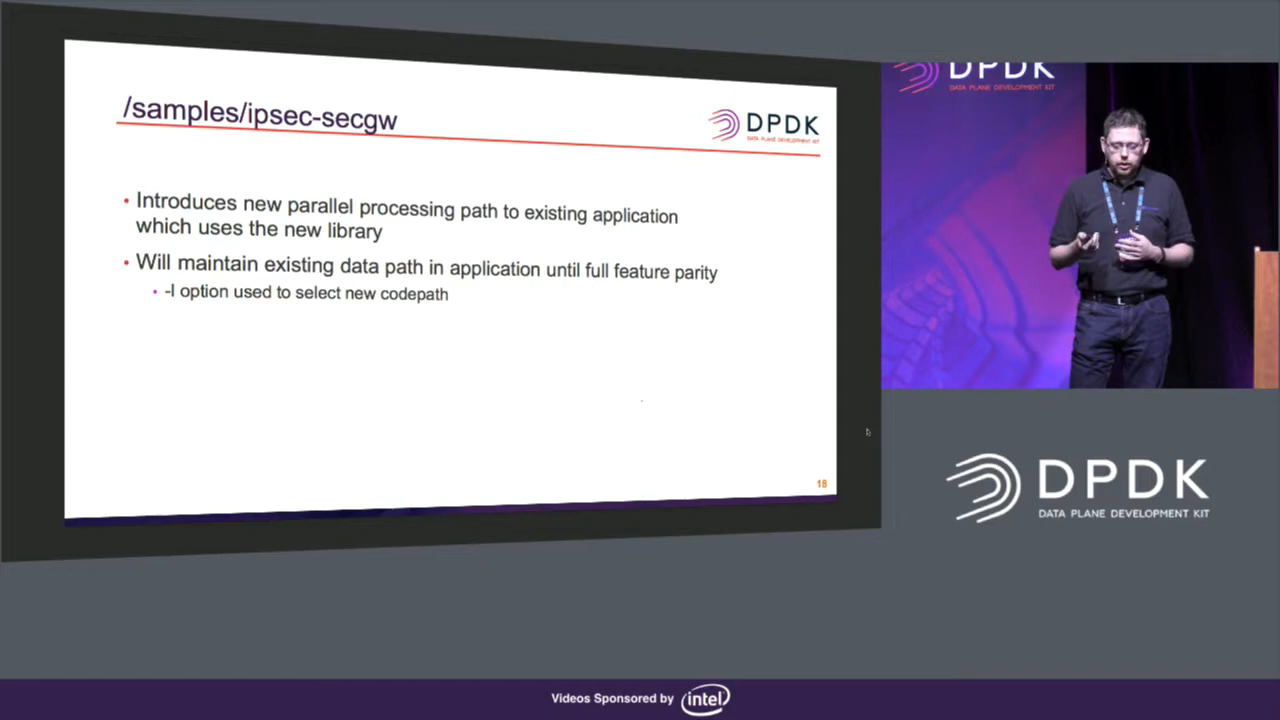 /samples/ipsec-secgw
DPDK
DATA PLANE DEVELOPMENT KIT
• Introduces new parallel processing path to existing application
which uses the new library
• Will maintain existing data path in application until full feature parity
• -l option used to select new codepath
18
DPDK
DATA PLANE DEVELOPMENT KIT
DPDK
DATA PLANE DEVELOPMENT KIT
Videos Sponsored by intel